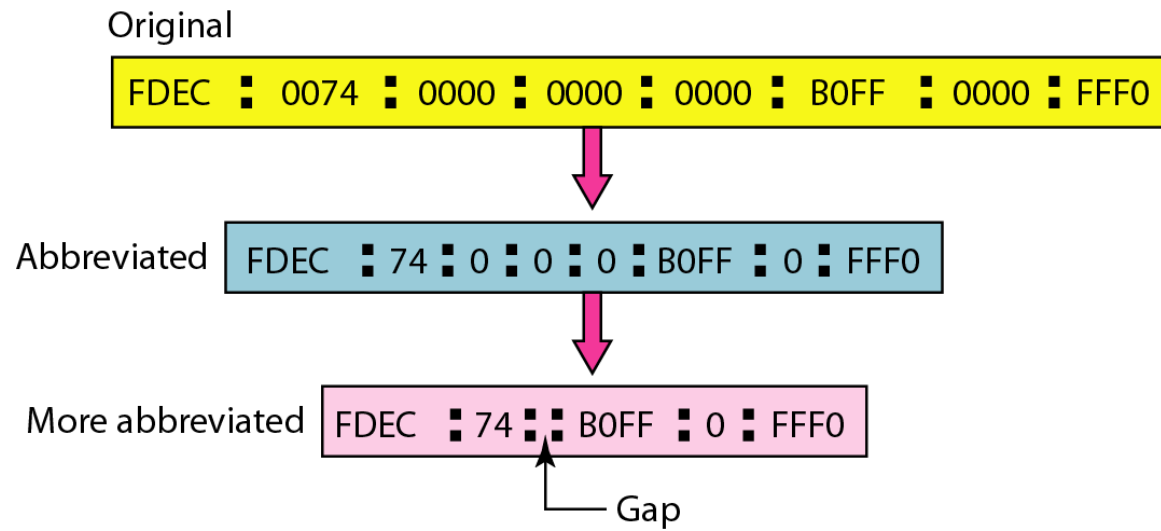 Original
FDEC : 0074 : 0000 : 0000 : 0000 : B0FF : 0000 : FFF0
Abbreviated FDEC : 74 : 0 : 0 : 0 : B0FF : 0 : FFF0
More abbreviated FDEC : 74 : : B0FF : 0 : FFF0
Gap